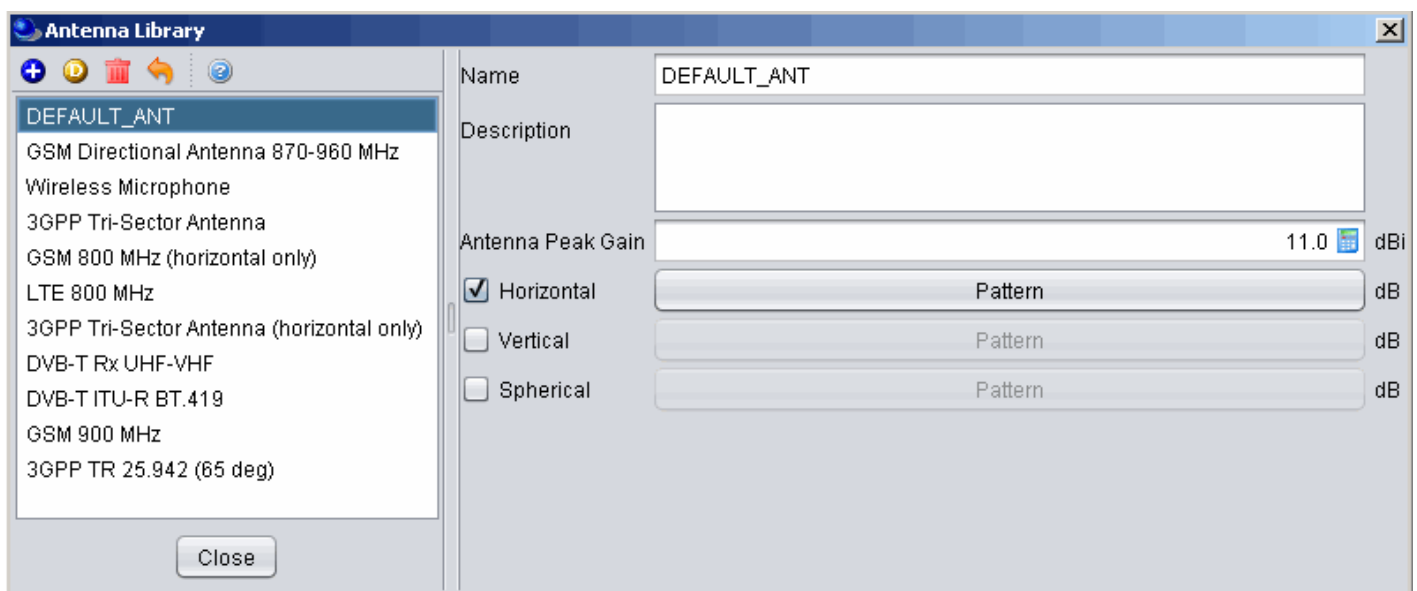 Antenna Library
DEFAULT_ANT
GSM Directional Antenna 870-960 MHz
Wireless Microphone
3GPP Tri-Sector Antenna
GSM 800 MHz (horizontal only)
LTE 800 MHz
3GPP Tri-Sector Antenna (horizontal only)
DVB-T Rx UHF-VHF
DVB-T ITU-R BT.419
GSM 900 MHz
3GPP TR 25.942 (65 deg)
Close
Name DEFAULT_ANT
Description
Antenna Peak Gain 11.0 dBi
Horizontal Pattern dB
Vertical Pattern dB
Spherical Pattern dB